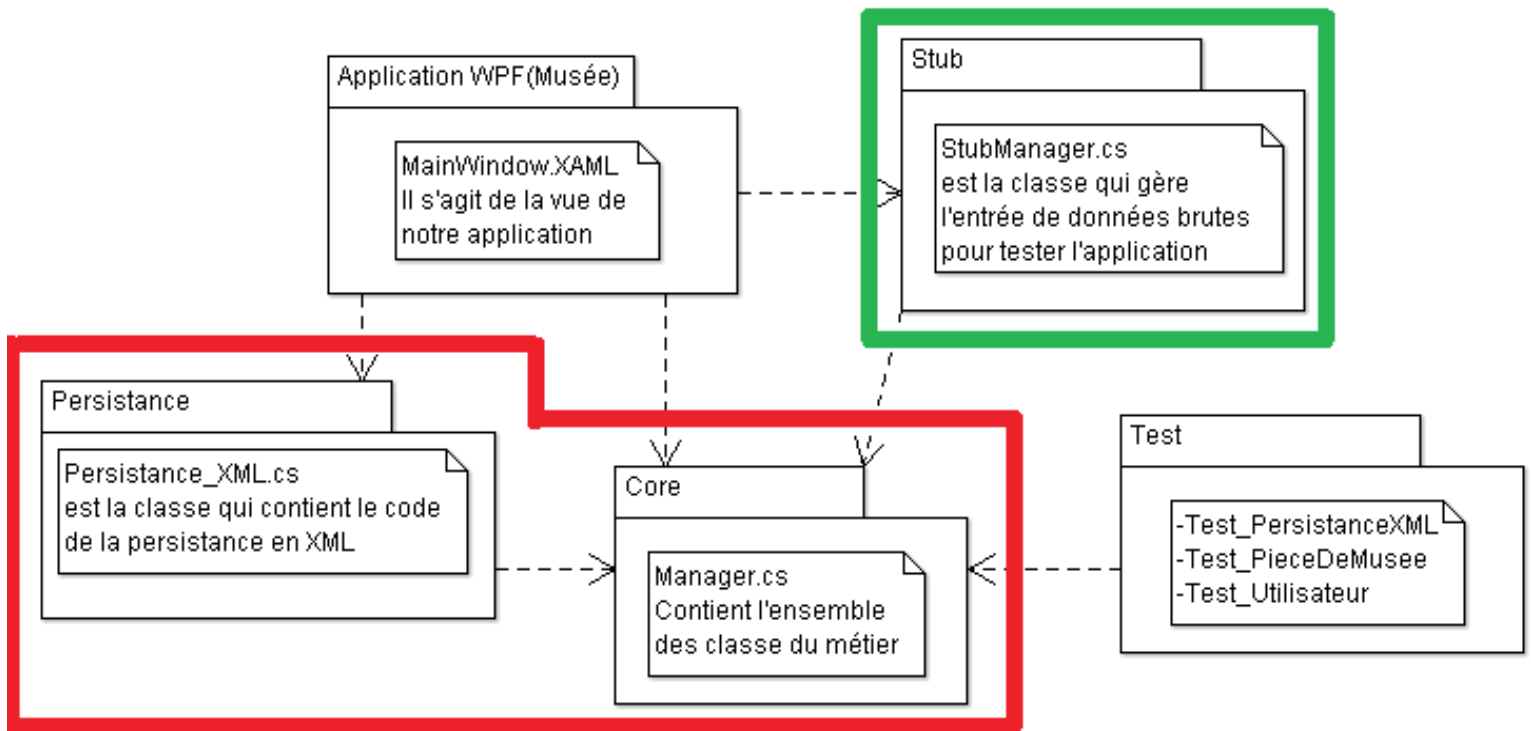 Application WPF(Musée)
MainWindow.XAML
Il s'agit de la vue de
notre application
Stub
StubManager.cs
est la classe qui gère
l'entrée de données brutes
pour tester l'application
Persistance
Persistance_XML.cs
est la classe qui contient le code
de la persistance en XML
Core
Manager.cs
Contient l'ensemble
des classe du métier
Test
-Test_PersistanceXML
-Test_PieceDeMusee
-Test_Utilisateur